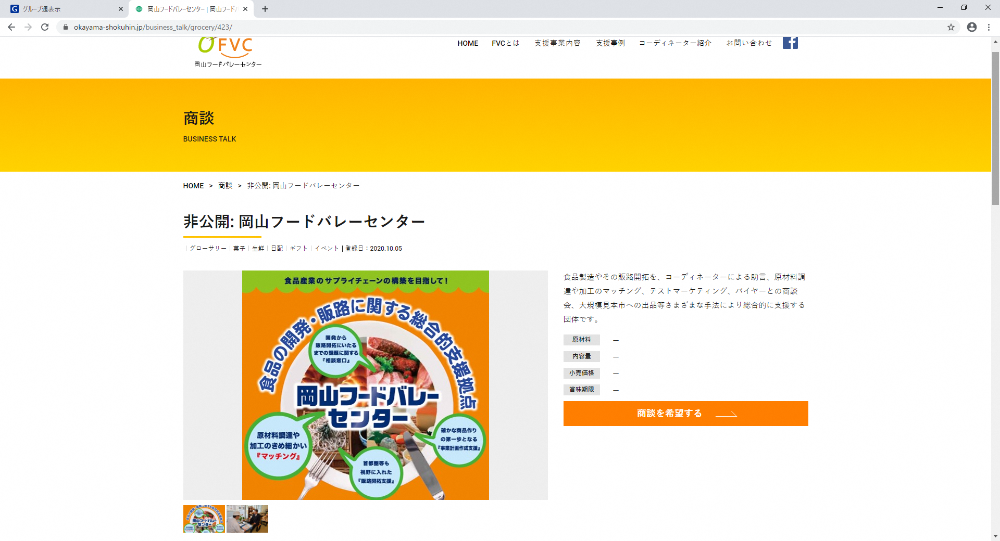 グループ週表示
岡山フードバレーセンター | 岡山フードバ
okayama-shokuhin.jp/business_talk/grocery/423/
FVC
岡山フードバレーセンター
HOME FVCとは 支援事業内容 支援事例 コーディネーター紹介 お問い合わせ
商談
BUSINESS TALK
HOME > 商談 > 非公開: 岡山フードバレーセンター
非公開: 岡山フードバレーセンター
｜グローサリー｜菓子｜生鮮｜日配｜ギフト｜イベント | 登録日：2020.10.05
食品産業のサプライチェーンの構築を目指して！
食品の開発・販路に関する総合的支援拠点
開発から
販路開拓にいたる
までの課題に関する
『相談窓口』
岡山フードバレー
センター
原材料調達や
加工のきめ細かい
『マッチング』
確かな商品作り
の第一歩となる
『事業計画作成支援』
首都圏等も
視野に入れた
『販路開拓支援』
食品製造やその販路開拓を、コーディネーターによる助言、原材料調
達や加工のマッチング、テストマーケティング、バイヤーとの商談
会、大規模見本市への出品等さまざまな手法により総合的に支援する
団体です。
原材料 ―
内容量 ―
小売価格 ―
賞味期限 ―
商談を希望する
岡山フードバレー
センター